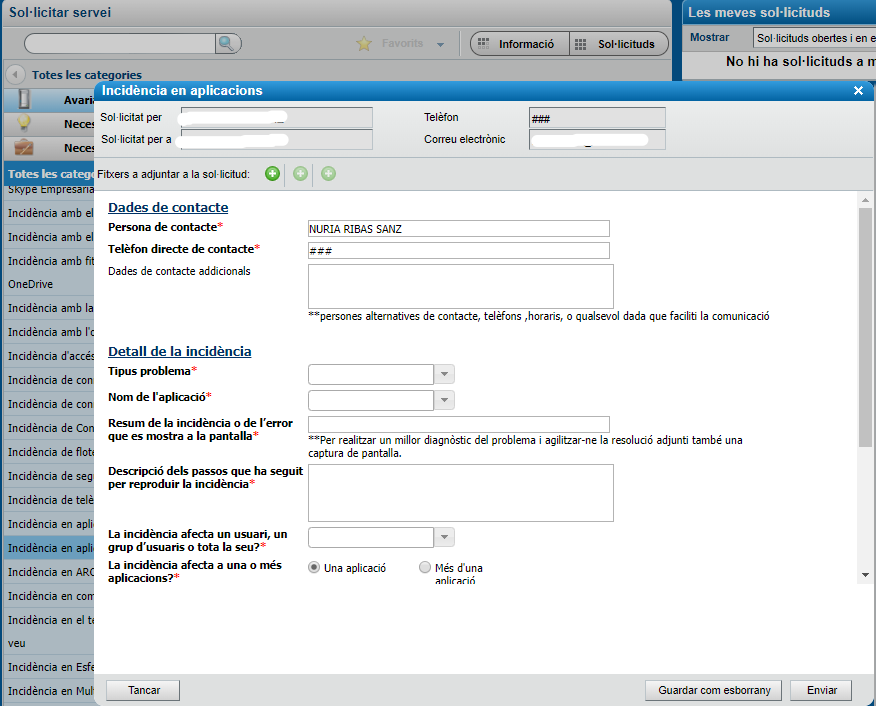 Sol·licitar servei
Favorits
Informació
Sol·licituds
Les meves sol·licituds
Mostrar
Sol·licituds obertes i en e
No hi ha sol·licituds a m
Totes les categories
Avari
Neces
Neces
Totes les catego
Skype Empresaria
Incidència amb el
Incidència amb el
Incidència amb fit
OneDrive
Incidència amb la
Incidència amb l'o
Incidència d'accés
Incidència de con
Incidència de con
Incidència de Con
Incidència de flote
Incidència de seg
Incidència de telè
Incidència en apli
Incidència en apli
Incidència en ARC
Incidència en com
Incidència en el te
veu
Incidència en Esfe
Incidència en Mul
Incidència en aplicacions
Sol·licitat per
Telèfon
###
Sol·licitat per a
Correu electrònic
Fitxers a adjuntar a la sol·licitud:
Dades de contacte
Persona de contacte*
NURIA RIBAS SANZ
Telèfon directe de contacte*
###
Dades de contacte addicionals
**persones alternatives de contacte, telèfons ,horaris, o qualsevol dada que faciliti la comunicació
Detall de la incidència
Tipus problema*
Nom de l'aplicació*
Resum de la incidència o de l’error
que es mostra a la pantalla*
**Per realitzar un millor diagnòstic del problema i agilitzar-ne la resolució adjunti també una
captura de pantalla.
Descripció dels passos que ha seguit
per reproduir la incidència*
La incidència afecta un usuari, un
grup d’usuaris o tota la seu?*
La incidència afecta a una o més
aplicacions?*
Una aplicació
Més d'una
aplicació
Tancar
Guardar com esborrany
Enviar